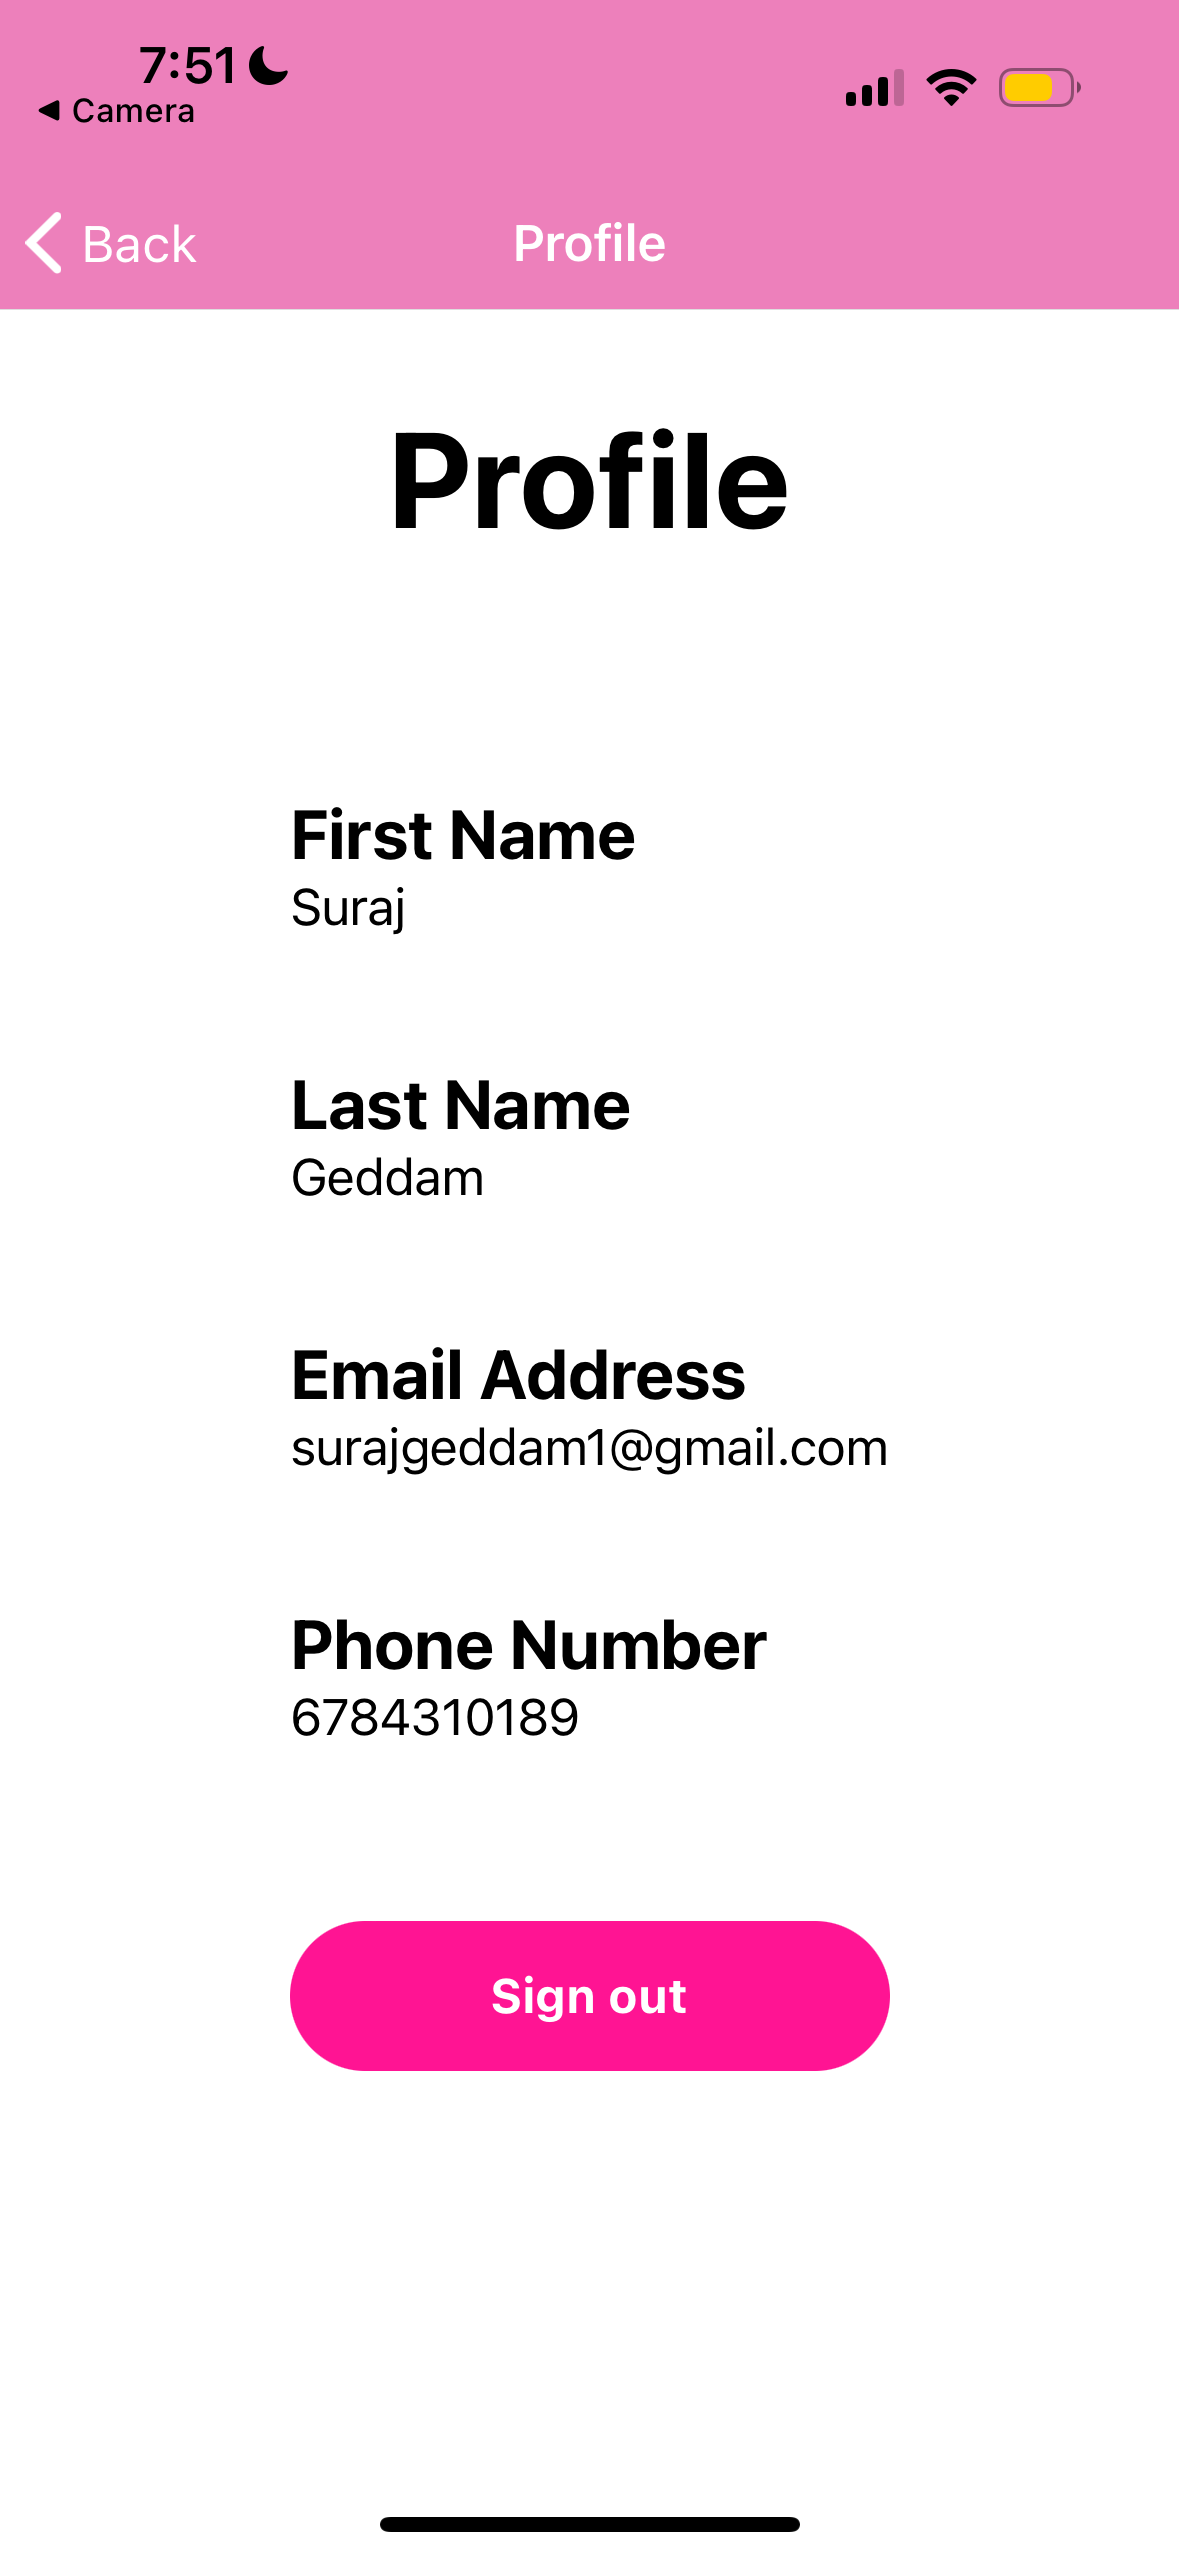 7:51
◀ Camera
Back
Profile
Profile
First Name
Suraj
Last Name
Geddam
Email Address
surajgeddam1@gmail.com
Phone Number
6784310189
Sign out